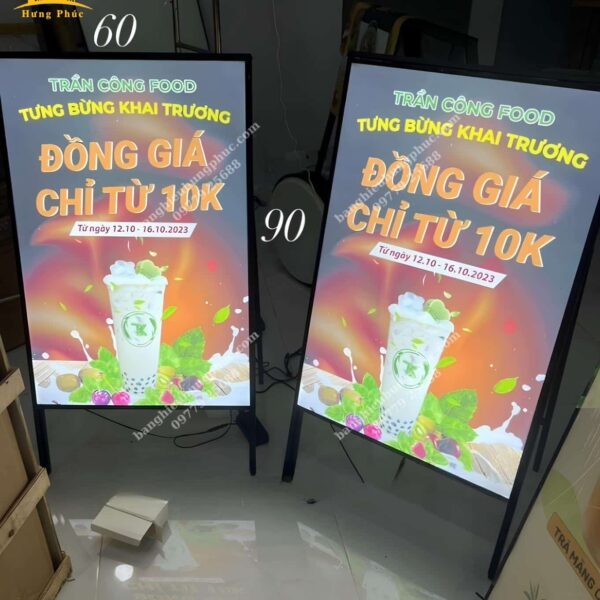 Hưng Phúc
60
90
TRẦN CÔNG FOOD
TƯNG BỪNG KHAI TRƯƠNG
ĐỒNG GIÁ
CHỈ TỪ 10K
Từ ngày 12.10 - 16.10.2023
TRẦN CÔNG FOOD
TƯNG BỪNG KHAI TRƯƠNG
ĐỒNG GIÁ
CHỈ TỪ 10K
Từ ngày 12.10 - 16.10.2023
TRÀ MÃNG